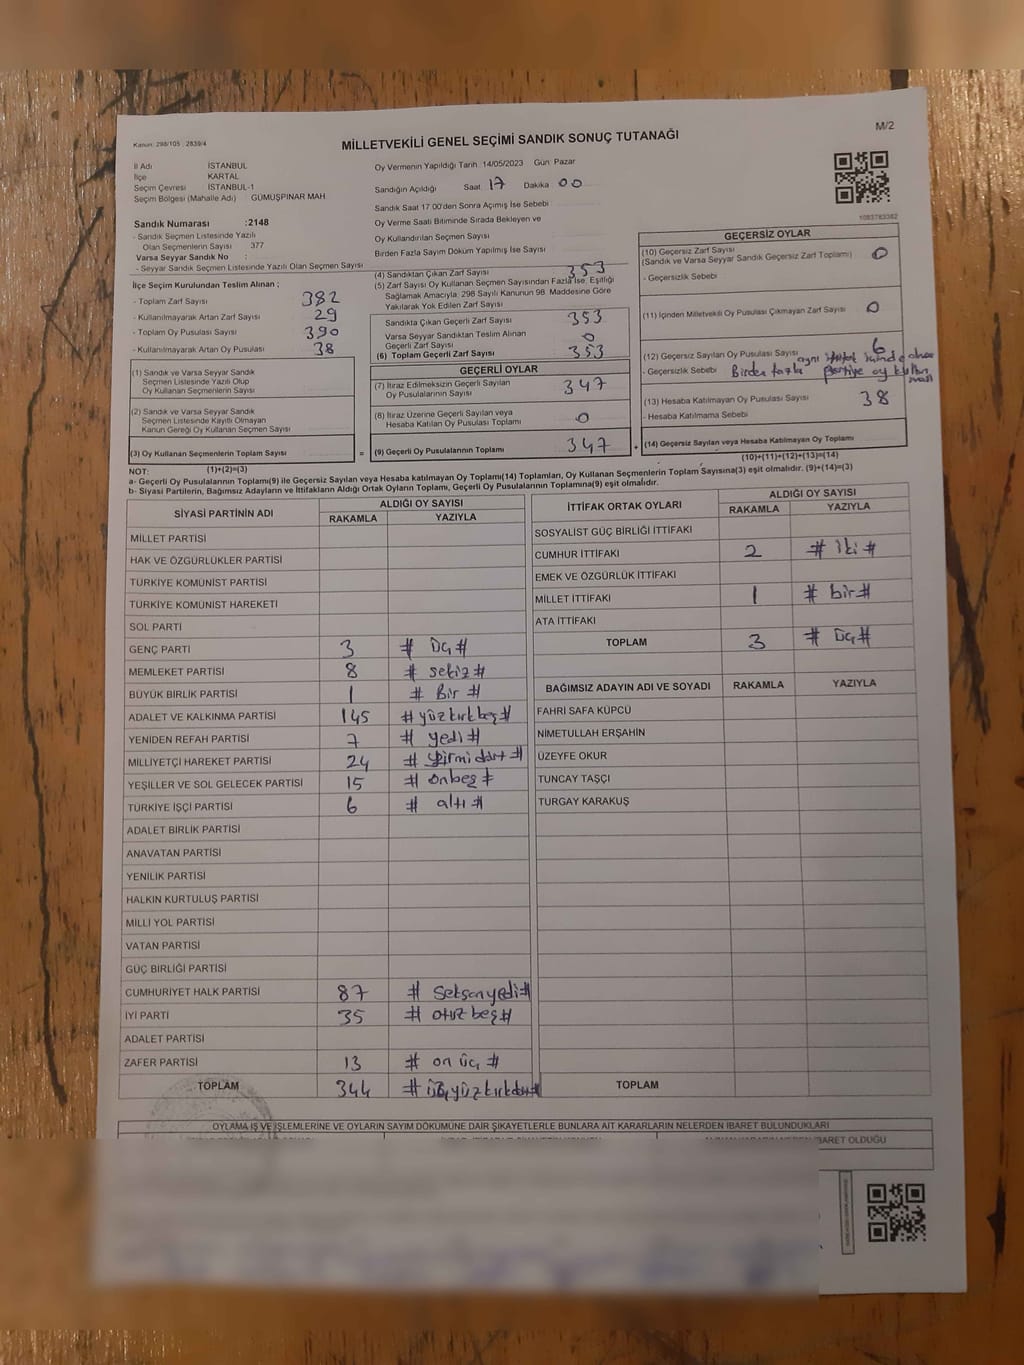 Kanun: 298/105 ; 2839/4
MİLLETVEKİLİ GENEL SEÇİMİ SANDIK SONUÇ TUTANAĞI
M/2
İl Adı İSTANBUL
İlçe KARTAL
Seçim Çevresi İSTANBUL-1
Seçim Bölgesi (Mahalle Adı) GÜMÜŞPINAR MAH
Sandık Numarası :2148
- Sandık Seçmen Listesinde Yazılı
Olan Seçmenlerin Sayısı 377
Varsa Seyyar Sandık No :
- Seyyar Sandık Seçmen Listesinde Yazılı Olan Seçmen Sayısı
İlçe Seçim Kurulundan Teslim Alınan ;
- Toplam Zarf Sayısı 382
- Kullanılmayarak Artan Zarf Sayısı 29
- Toplam Oy Pusulası Sayısı 390
- Kullanılmayarak Artan Oy Pusulası 38
(1) Sandık ve Varsa Seyyar Sandık
Seçmen Listesinde Yazılı Olup
Oy Kullanan Seçmenlerin Sayısı
(2) Sandık ve Varsa Seyyar Sandık
Seçmen Listesinde Kayıtlı Olmayan
Kanun Gereği Oy Kullanan Seçmen Sayısı
(3) Oy Kullanan Seçmenlerin Toplam Sayısı
(1)+(2)=(3)
Oy Vermenin Yapıldığı Tarih 14/05/2023 Gün Pazar
Sandığın Açıldığı Saat 17 Dakika 00
Sandık Saat 17.00'den Sonra Açımış İse Sebebi
Oy Verme Saati Bitiminde Sırada Bekleyen ve
Oy Kullandırılan Seçmen Sayısı
Birden Fazla Sayım Döküm Yapılmış İse Sayısı
(4) Sandıktan Çıkan Zarf Sayısı 353
(5) Zarf Sayısı Oy Kullanan Seçmen Sayısından Fazla İse, Eşitliği
Sağlamak Amacıyla; 298 Sayılı Kanunun 98. Maddesine Göre
Yakılarak Yok Edilen Zarf Sayısı
Sandıkta Çıkan Geçerli Zarf Sayısı 353
Varsa Seyyar Sandıktan Teslim Alınan
Geçerli Zarf Sayısı 0
(6) Toplam Geçerli Zarf Sayısı 353
GEÇERLİ OYLAR
(7) İtiraz Edilmeksizin Geçerli Sayılan
Oy Pusulalarının Sayısı 347
(8) İtiraz Üzerine Geçerli Sayılan veya
Hesaba Katılan Oy Pusulası Toplamı 0
= (9) Geçerli Oy Pusulalarının Toplamı 347 +
1083783382
GEÇERSİZ OYLAR
(10) Geçersiz Zarf Sayısı
(Sandık ve Varsa Seyyar Sandık Geçersiz Zarf Toplamı) 0
- Geçersizlik Sebebi
(11) İçinden Milletvekili Oy Pusulası Çıkmayan Zarf Sayısı 0
(12) Geçersiz Sayılan Oy Pusulası Sayısı 6
- Geçersizlik Sebebi Birden fazla aynı ittifak içinde olan partiye oy
(13) Hesaba Katılmayan Oy Pusulası Sayısı 38
- Hesaba Katılmama Sebebi
(14) Geçersiz Sayılan veya Hesaba Katılmayan Oy Toplamı
(10)+(11)+(12)+(13)=(14)
NOT:
a- Geçerli Oy Pusulalarının Toplamı(9) ile Geçersiz Sayılan veya Hesaba katılmayan Oy Toplamı(14) Toplamları, Oy Kullanan Seçmenlerin Toplam Sayısına(3) eşit olmalıdır. (9)+(14)=(3)
b- Siyasi Partilerin, Bağımsız Adayların ve İttifakların Aldığı Ortak Oyların Toplamı, Geçerli Oy Pusulalarının Toplamına(9) eşit olmalıdır.
SİYASİ PARTİNİN ADI ALDIĞI OY SAYISI
RAKAMLA YAZIYLA
MİLLET PARTİSİ
HAK VE ÖZGÜRLÜKLER PARTİSİ
TÜRKİYE KOMÜNİST PARTİSİ
TÜRKİYE KOMÜNİST HAREKETİ
SOL PARTİ
GENÇ PARTİ 3 # Üç #
MEMLEKET PARTİSİ 8 # sekiz #
BÜYÜK BİRLİK PARTİSİ 1 # Bir #
ADALET VE KALKINMA PARTİSİ 145 # yüzkırkbeş #
YENİDEN REFAH PARTİSİ 7 # yedi #
MİLLİYETÇİ HAREKET PARTİSİ 24 # yirmi dört #
YEŞİLLER VE SOL GELECEK PARTİSİ 15 # onbeş #
TÜRKİYE İŞÇİ PARTİSİ 6 # altı #
ADALET BİRLİK PARTİSİ
ANAVATAN PARTİSİ
YENİLİK PARTİSİ
HALKIN KURTULUŞ PARTİSİ
MİLLİ YOL PARTİSİ
VATAN PARTİSİ
GÜÇ BİRLİĞİ PARTİSİ
CUMHURİYET HALK PARTİSİ 87 # seksenyedi #
İYİ PARTİ 35 # otuz beş #
ADALET PARTİSİ
ZAFER PARTİSİ 13 # on üç #
TOPLAM 344 # üçyüzkırkdört #
İTTİFAK ORTAK OYLARI ALDIĞI OY SAYISI
RAKAMLA YAZIYLA
SOSYALİST GÜÇ BİRLİĞİ İTTİFAKI
CUMHUR İTTİFAKI 2 # iki #
EMEK VE ÖZGÜRLÜK İTTİFAKI
MİLLET İTTİFAKI 1 # bir #
ATA İTTİFAKI
TOPLAM 3 # Üç #
BAĞIMSIZ ADAYIN ADI VE SOYADI RAKAMLA YAZIYLA
FAHRİ SAFA KÜPCÜ
NİMETULLAH ERŞAHİN
ÜZEYFE OKUR
TUNCAY TAŞÇI
TURGAY KARAKUŞ
TOPLAM
OYLAMA İŞ VE İŞLEMLERİNE VE OYLARIN SAYIM DÖKÜMÜNE DAİR ŞİKAYETLERLE BUNLARA AİT KARARLARIN NELERDEN İBARET BULUNDUKLARI
İBARET OLDUĞU